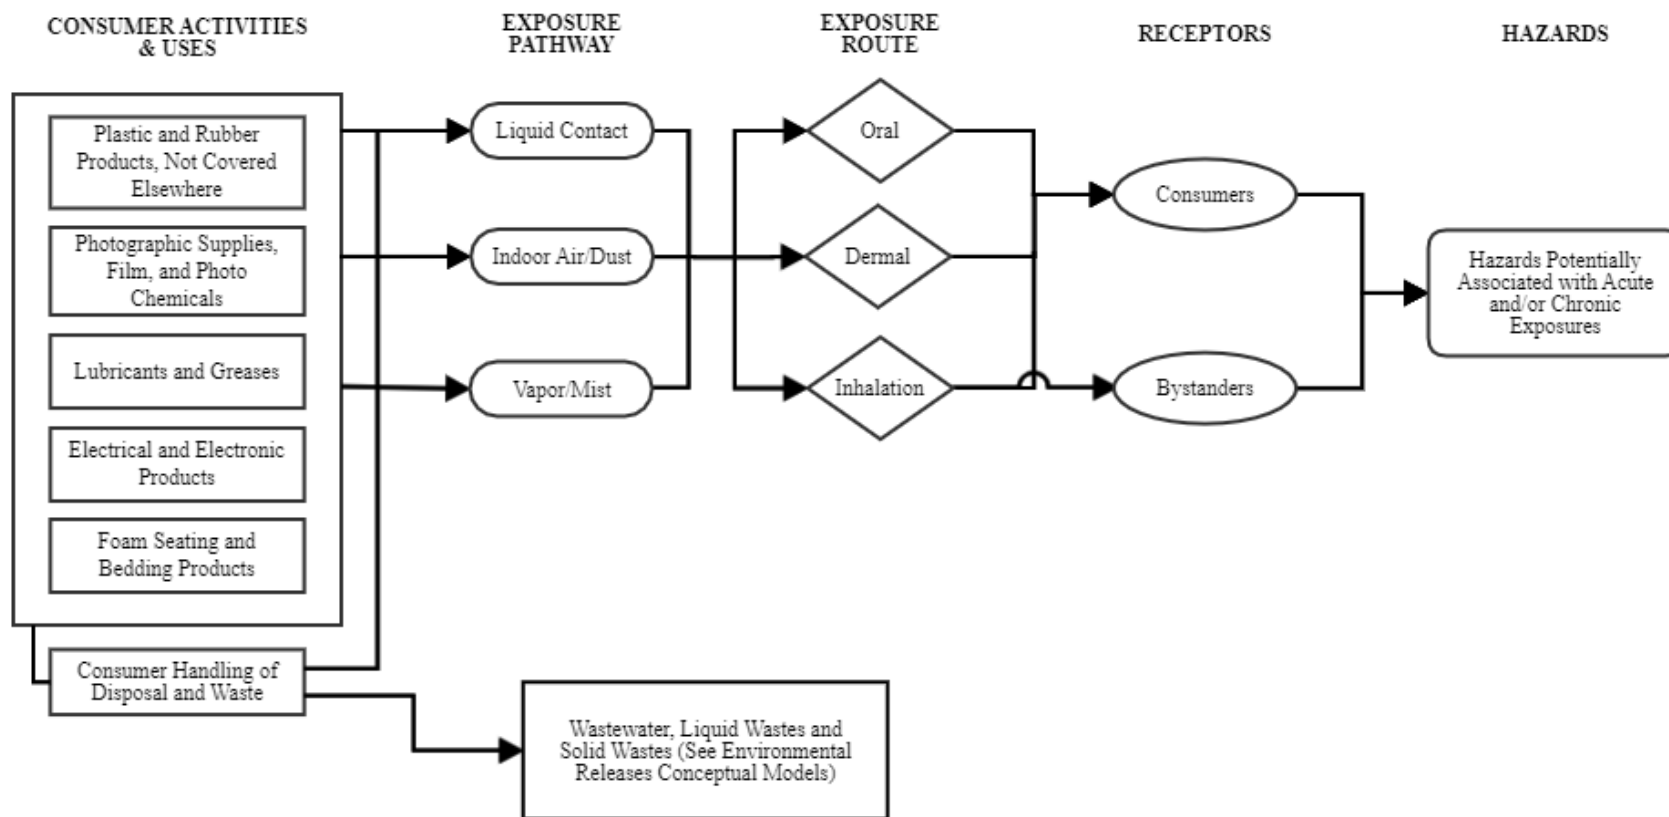 CONSUMER ACTIVITIES
& USES
EXPOSURE
PATHWAY
EXPOSURE
ROUTE
RECEPTORS
HAZARDS
Plastic and Rubber
Products, Not Covered
Elsewhere
Photographic Supplies,
Film, and Photo
Chemicals
Lubricants and Greases
Electrical and Electronic
Products
Foam Seating and
Bedding Products
Consumer Handling of
Disposal and Waste
Liquid Contact
Indoor Air/Dust
Vapor/Mist
Wastewater, Liquid Wastes and
Solid Wastes (See Environmental
Releases Conceptual Models)
Oral
Dermal
Inhalation
Consumers
Bystanders
Hazards Potentially
Associated with Acute
and/or Chronic
Exposures